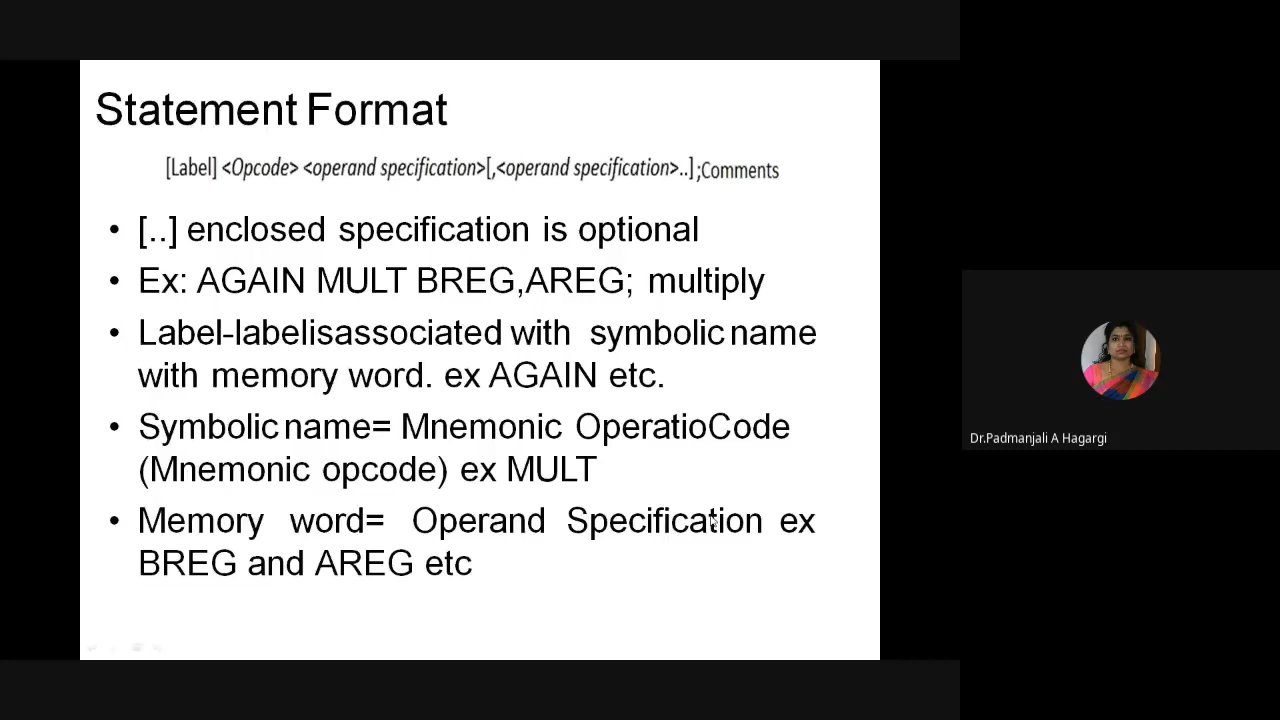 Statement Format
[Label] <Opcode> <operand specification>[,<operand specification>..] ;Comments
• [..] enclosed specification is optional
• Ex: AGAIN MULT BREG,AREG; multiply
• Label-labelisassociated with symbolic name
with memory word. ex AGAIN etc.
• Symbolic name= Mnemonic OperatioCode
(Mnemonic opcode) ex MULT
• Memory word= Operand Specification ex
BREG and AREG etc
Dr.Padmanjali A Hagargi